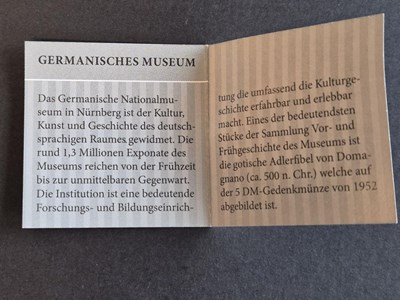 GERMANISCHES MUSEUM
Das Germanische Nationalmu-
seum in Nürnberg ist der Kultur,
Kunst und Geschichte des deutsch-
sprachigen Raumes gewidmet. Die
rund 1,3 Millionen Exponate des
Museums reichen von der Frühzeit
bis zur unmittelbaren Gegenwart.
Die Institution ist eine bedeutende
Forschungs- und Bildungseinrich-
tung die umfassend die Kulturge-
schichte erfahrbar und erlebbar
macht. Eines der bedeutendsten
Stücke der Sammlung Vor- und
Frühgeschichte des Museums ist
die gotische Adlerfibel von Doma-
gnano (ca. 500 n. Chr.) welche auf
der 5 DM-Gedenkmünze von 1952
abgebildet ist.